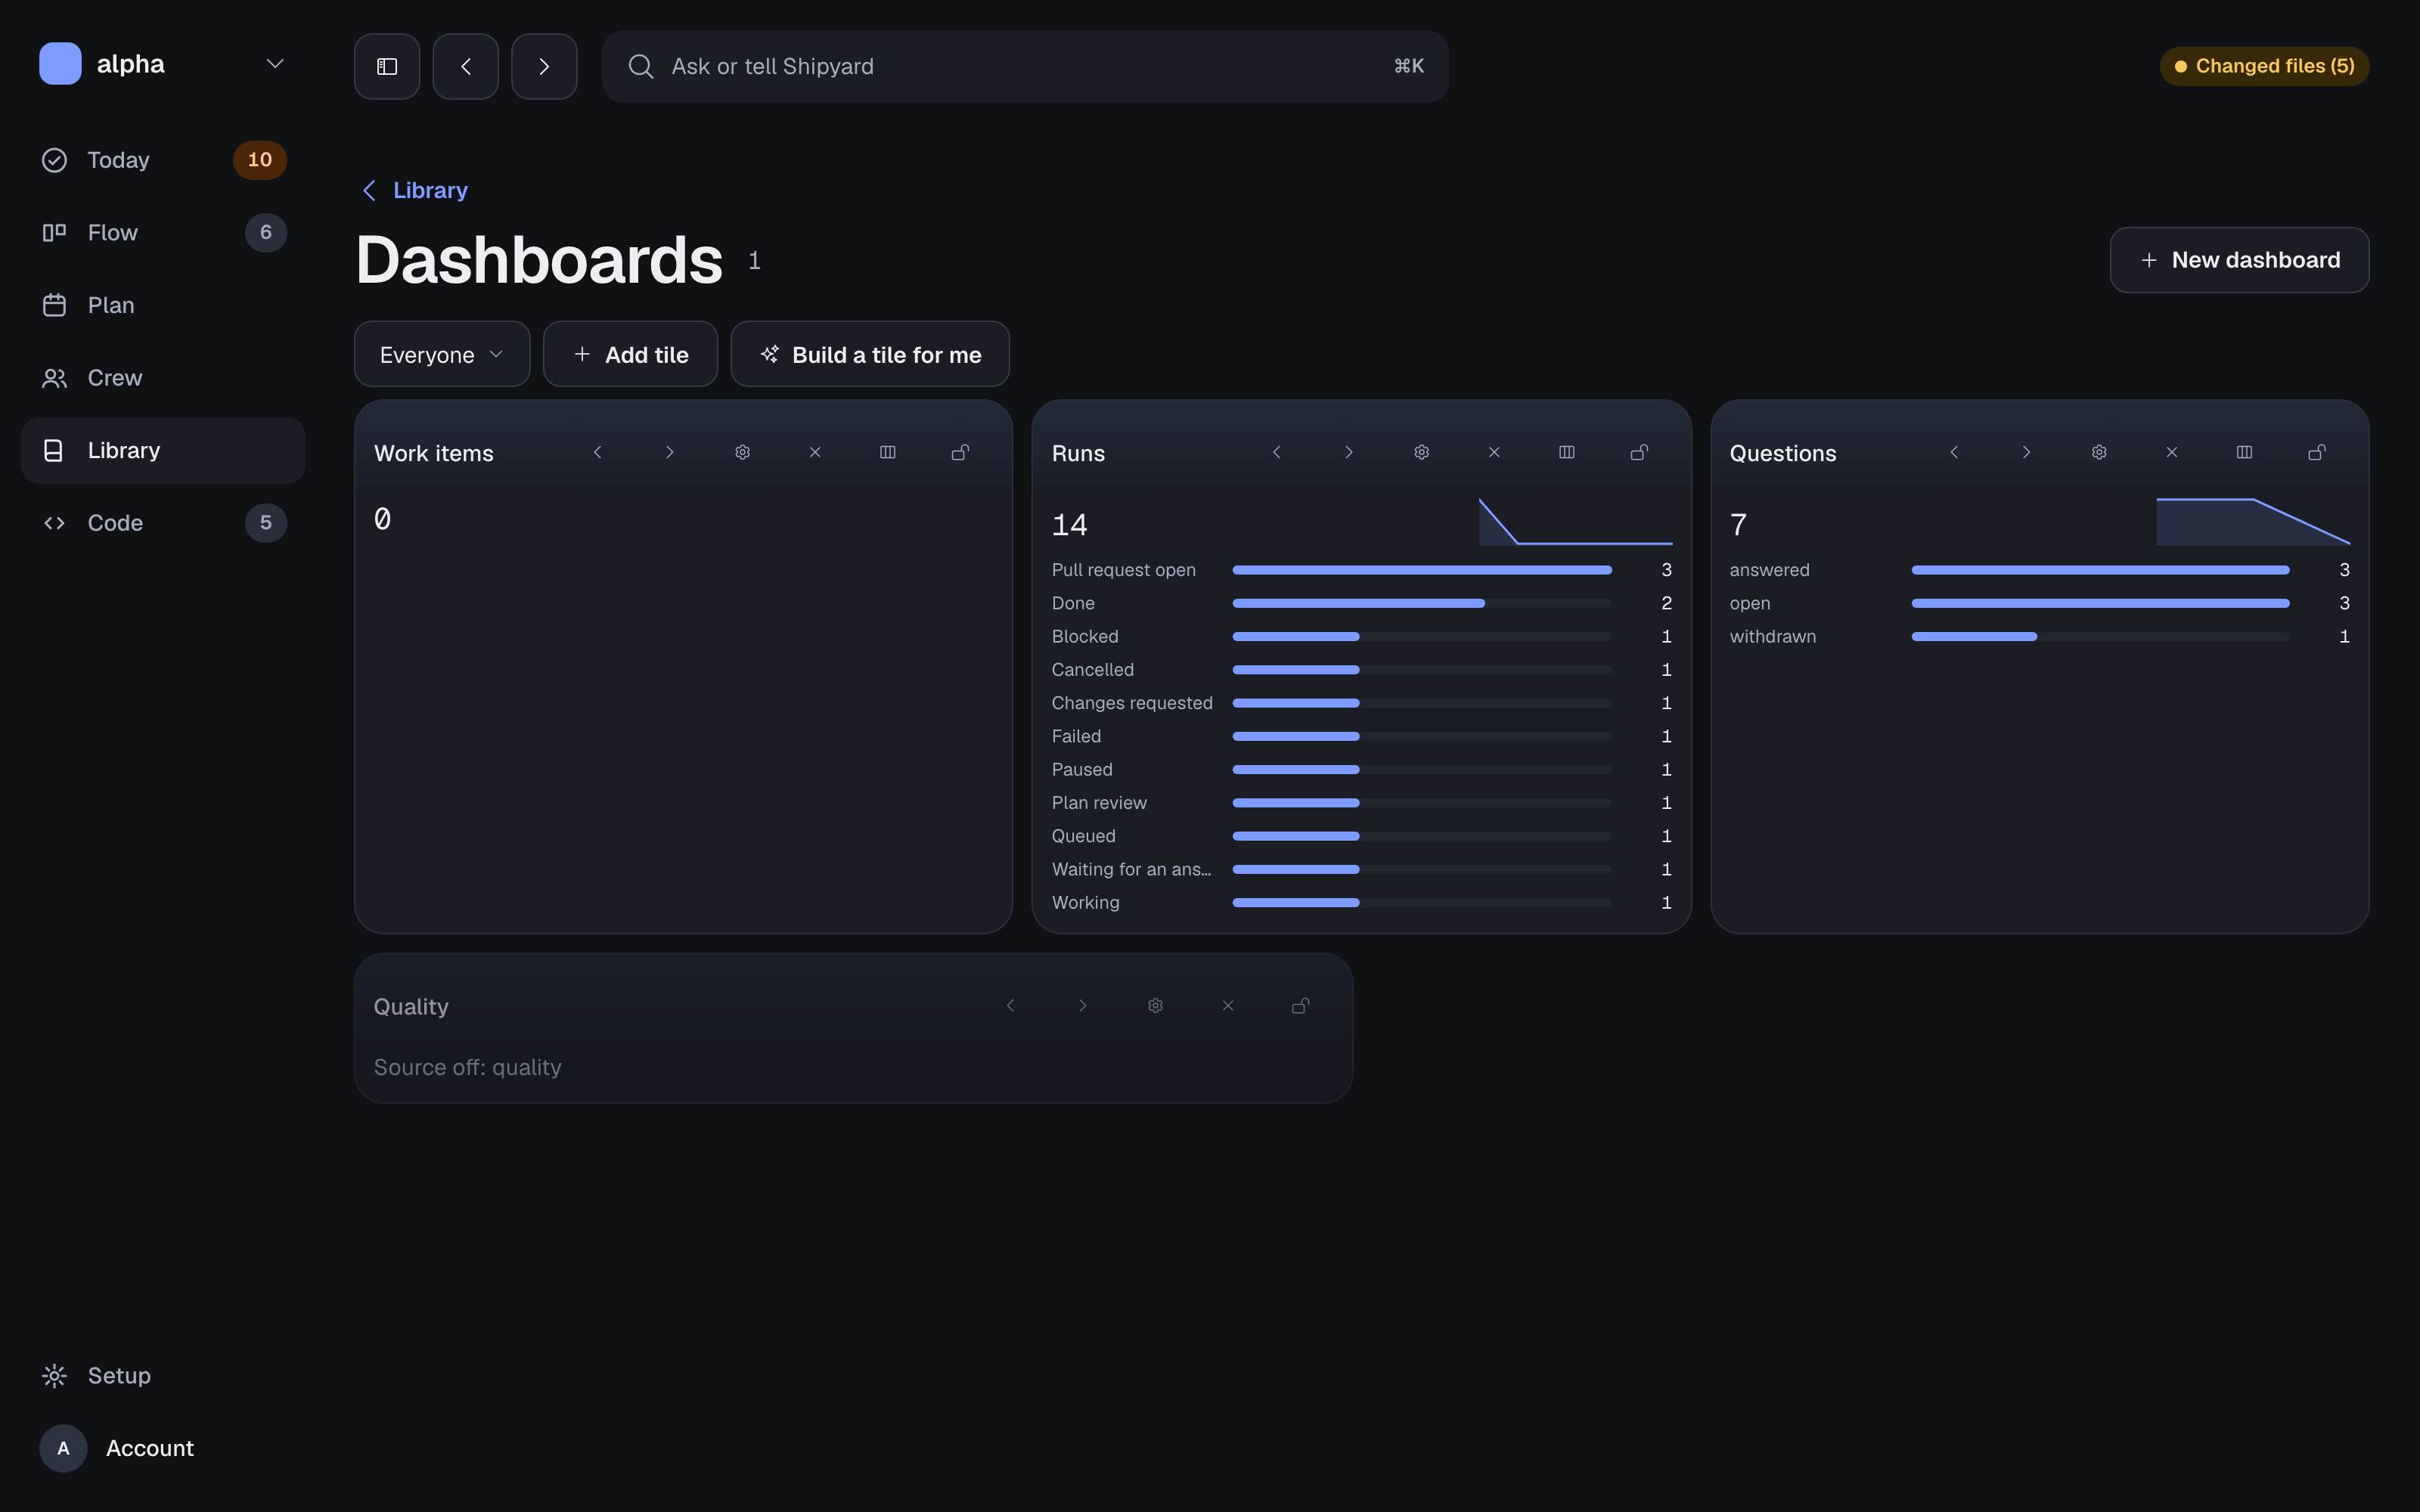 alpha
Ask or tell Shipyard ⌘K
Changed files (5)
Today 10
Flow 6
Plan
Crew
Library
Code 5
Setup
A Account
Library
Dashboards 1
New dashboard
Everyone
Add tile
Build a tile for me
Work items
0
Runs
14
Pull request open 3
Done 2
Blocked 1
Cancelled 1
Changes requested 1
Failed 1
Paused 1
Plan review 1
Queued 1
Waiting for an ans... 1
Working 1
Questions
7
answered 3
open 3
withdrawn 1
Quality
Source off: quality